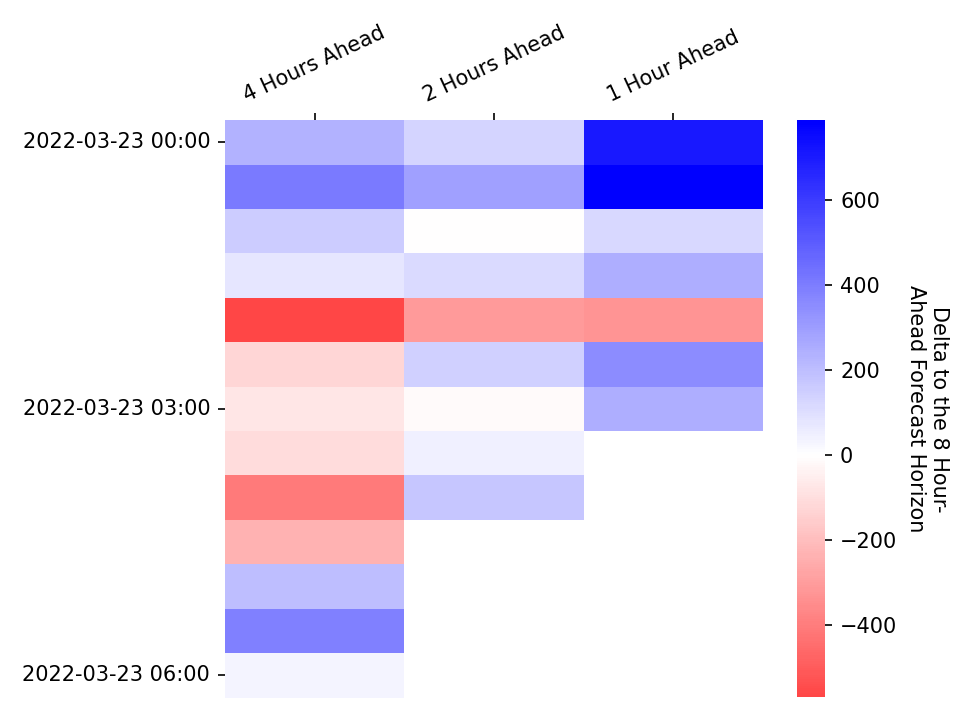 4 Hours Ahead
2 Hours Ahead
1 Hour Ahead
2022-03-23 00:00
2022-03-23 03:00
2022-03-23 06:00
600
400
200
0
−200
−400
Delta to the 8 Hour-
Ahead Forecast Horizon